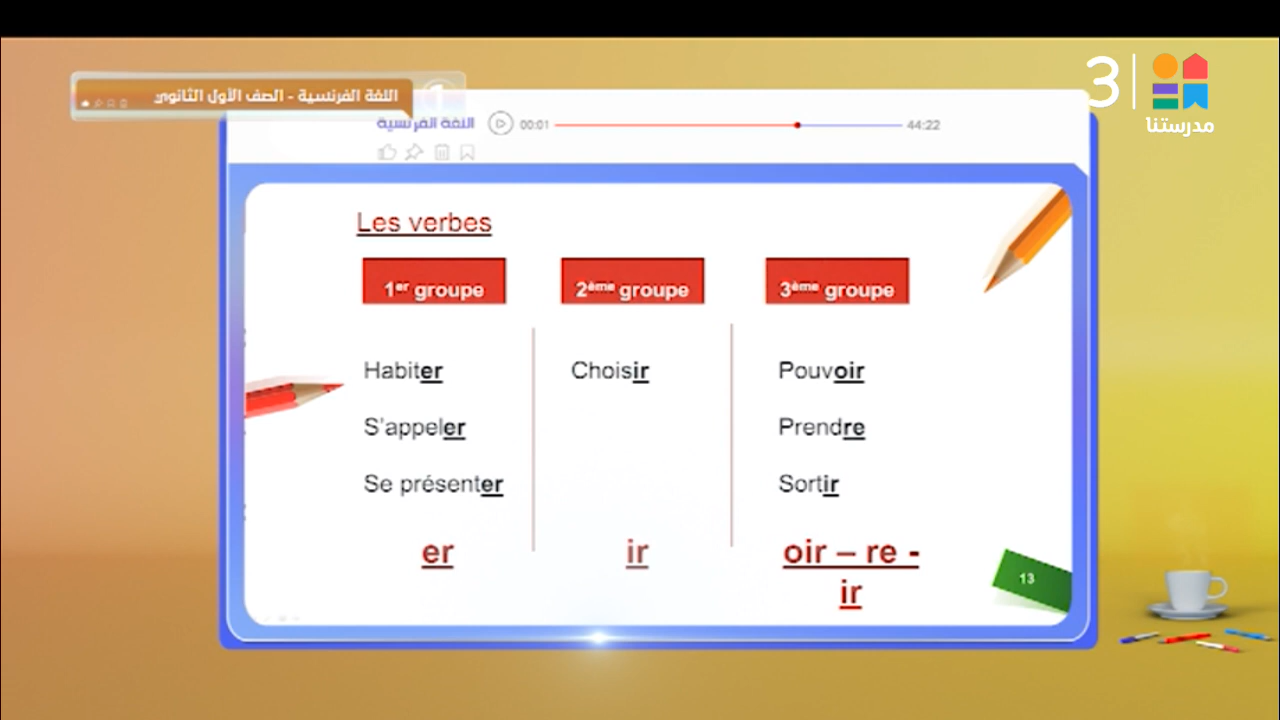 3
مدرستنا
اللغة الفرنسية - الصف الأول الثانوي
اللغة الفرنسية
00:01
44:22
Les verbes
1er groupe
2ème groupe
3ème groupe
Habiter
Choisir
Pouvoir
S'appeler
Prendre
Se présenter
Sortir
er
ir
oir – re -
ir
13